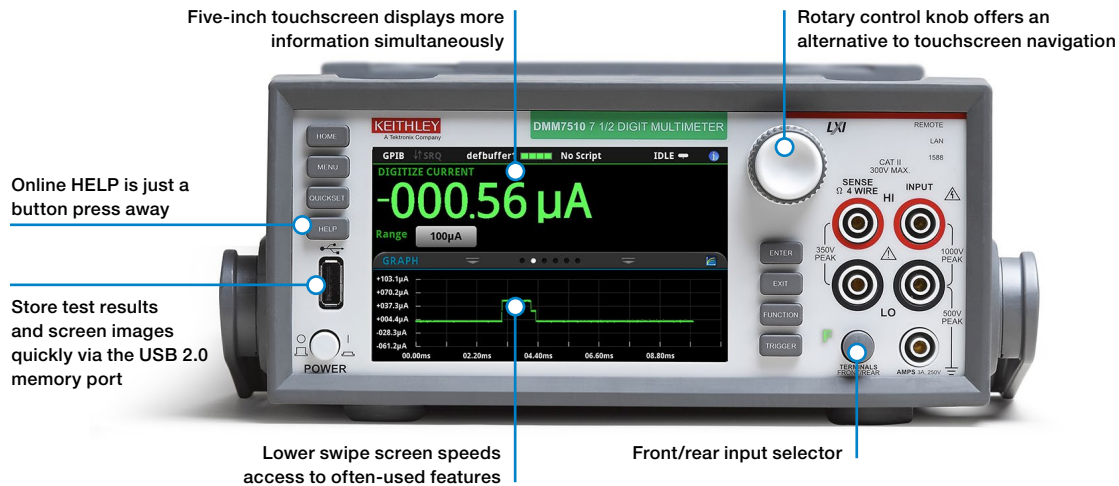 Five-inch touchscreen displays more
information simultaneously
Rotary control knob offers an
alternative to touchscreen navigation
Online HELP is just a
button press away
Store test results
and screen images
quickly via the USB 2.0
memory port
HOME
MENU
QUICKSET
HELP
POWER
KEITHLEY
A Tektronix Company
DMM7510 7 1/2 DIGIT MULTIMETER
GPIB ↓↑SRQ defbuffer1 No Script IDLE
DIGITIZE CURRENT
-000.56 µA
Range 100µA
GRAPH
+103.1µA
+70.2µA
+37.3µA
+004.4µA
-028.3µA
-061.2µA
00.00ms 02.20ms 04.40ms 06.60ms 08.80ms
ENTER
EXIT
FUNCTION
TRIGGER
LXI
REMOTE
LAN
1588
CAT II
300V MAX.
SENSE
Ω 4 WIRE
INPUT
HI
350V
PEAK
1000V
PEAK
LO
500V
PEAK
F
TERMINALS
FRONT/REAR
AMPS 3A, 250V
Lower swipe screen speeds
access to often-used features
Front/rear input selector